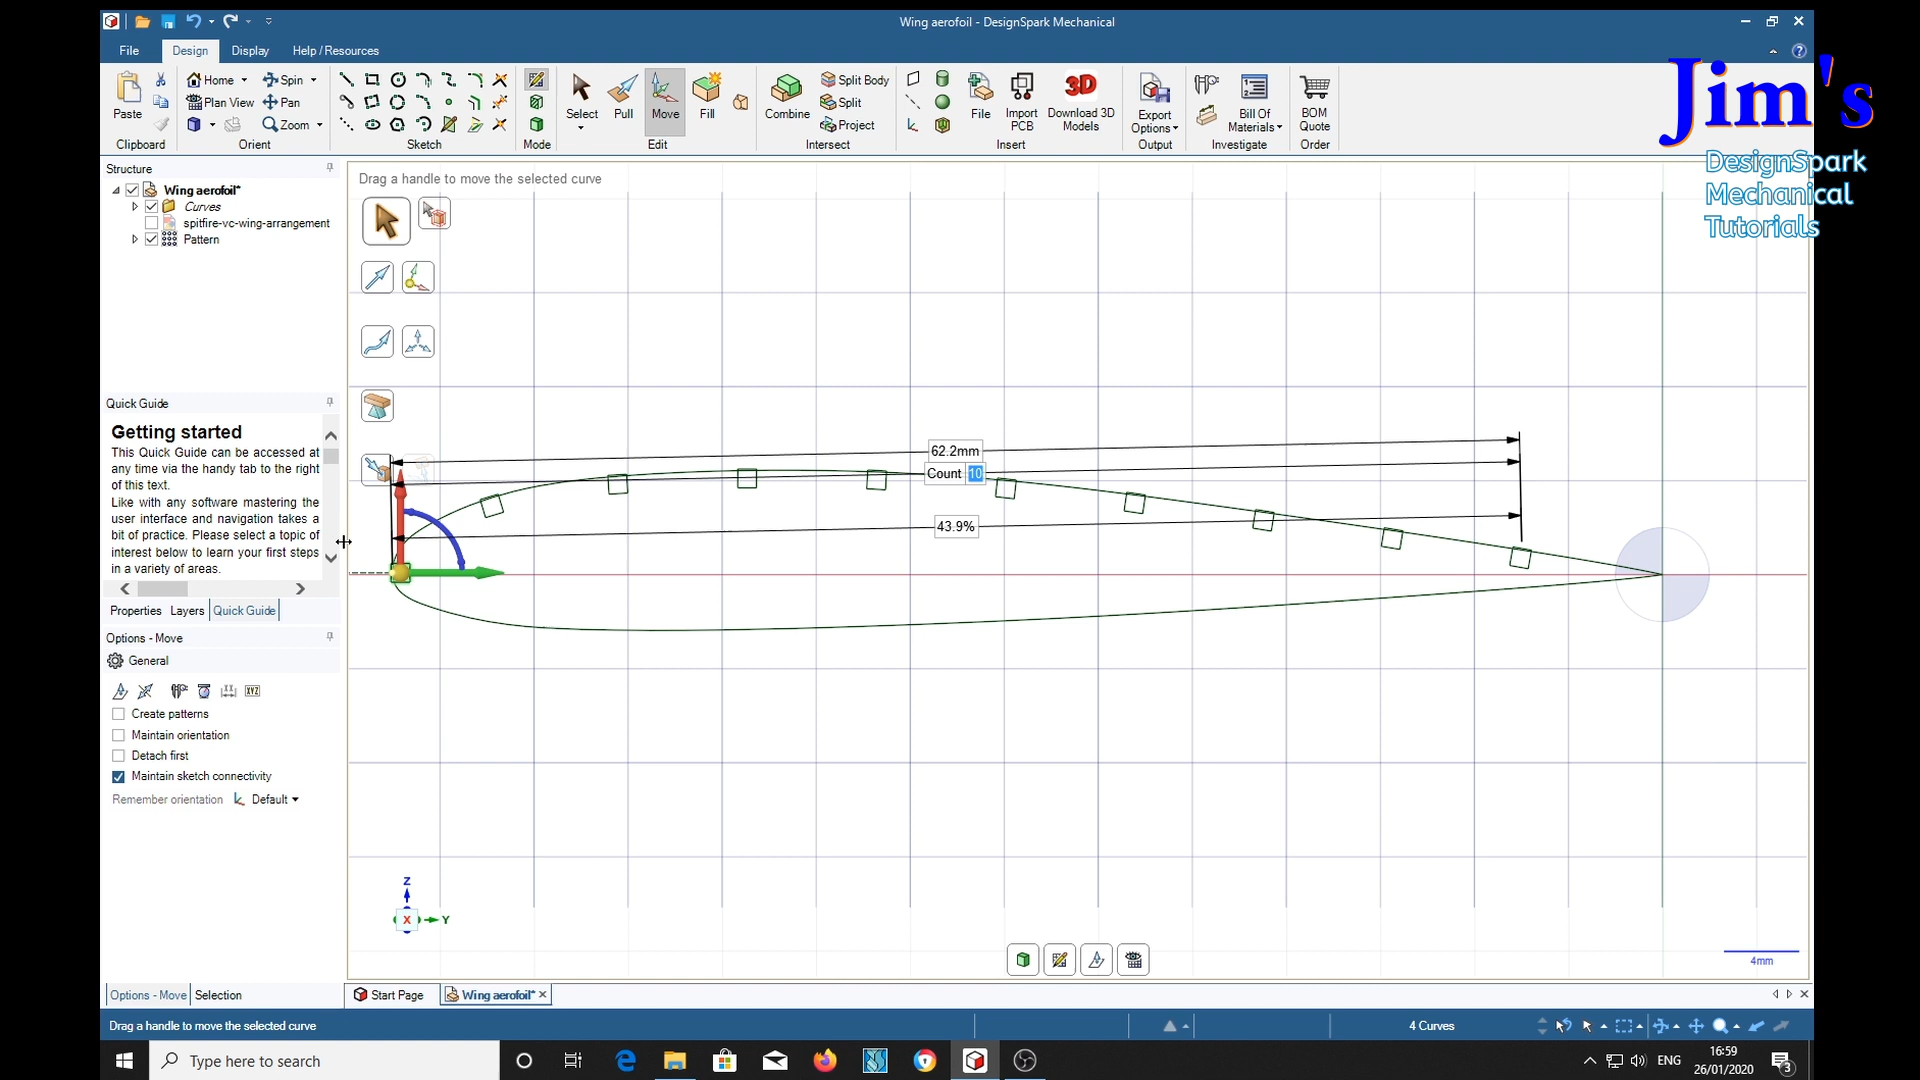 Wing aerofoil - DesignSpark Mechanical
File
Design
Display
Help / Resources
Jim's
DesignSpark
Mechanical
Tutorials
Paste
Clipboard
Home
Plan View
Spin
Pan
Zoom
Orient
Sketch
Mode
Select
Pull
Move
Fill
Edit
Combine
Split Body
Split
Project
Intersect
File
Import
PCB
3D
Download 3D
Models
Insert
Export
Options
Output
Bill Of
Materials
Investigate
BOM
Quote
Order
Structure
Wing aerofoil*
Curves
spitfire-vc-wing-arrangement
Pattern
Quick Guide
Getting started
This Quick Guide can be accessed at
any time via the handy tab to the right
of this text.
Like with any software mastering the
user interface and navigation takes a
bit of practice. Please select a topic of
interest below to learn your first steps
in a variety of areas.
Properties
Layers
Quick Guide
Options - Move
General
XYZ
Create patterns
Maintain orientation
Detach first
Maintain sketch connectivity
Remember orientation
Default
Drag a handle to move the selected curve
62.2mm
Count 10
43.9%
Z
X
Y
4mm
Options - Move
Selection
Start Page
Wing aerofoil*
Drag a handle to move the selected curve
4 Curves
Type here to search
ENG
16:59
26/01/2020
3